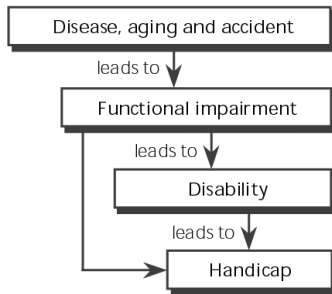 Disease, aging and accident
leads to
Functional impairment
leads to
Disability
leads to
Handicap